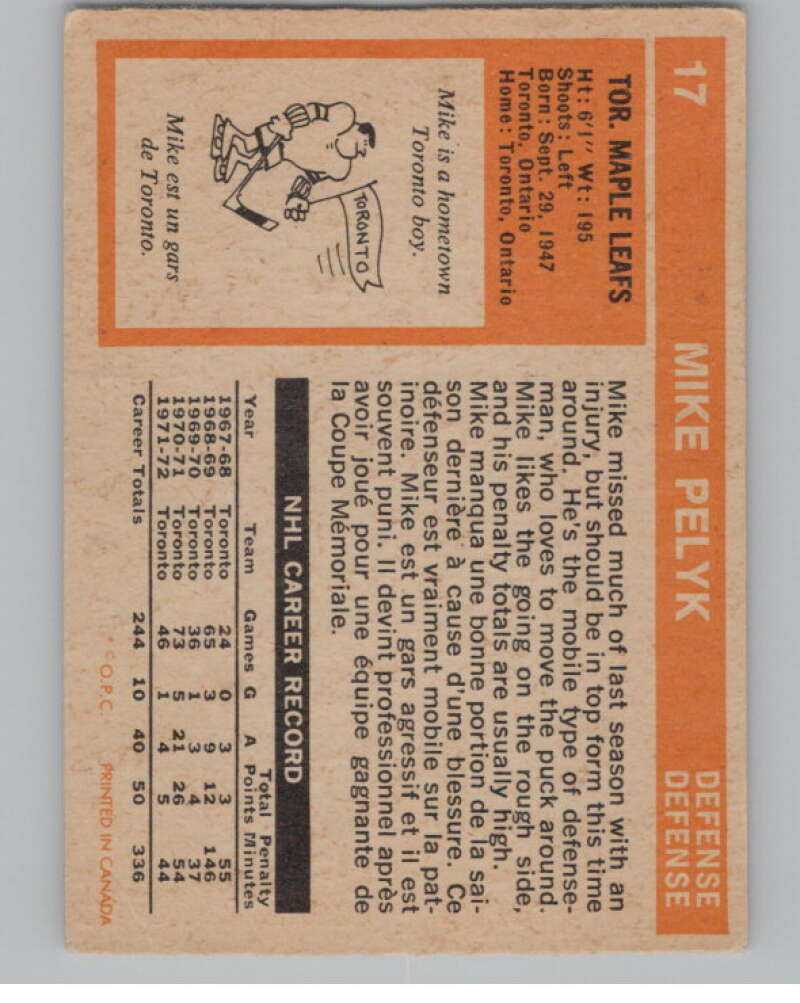 17 MIKE PELYK DEFENSE
DEFENSE
TOR. MAPLE LEAFS
Ht: 6'1" Wt: 195
Shoots: Left
Born: Sept. 29, 1947
Toronto, Ontario
Home: Toronto, Ontario
Mike is a hometown
Toronto boy.
TORONTO
Mike est un gars
de Toronto.
Mike missed much of last season with an
injury, but should be in top form this time
around. He's the mobile type of defense-
man, who loves to move the puck around.
Mike likes the going on the rough side,
and his penalty totals are usually high.
Mike manqua une bonne portion de la sai-
son dernière à cause d'une blessure. Ce
défenseur est vraiment mobile sur la pat-
inoire. Mike est un gars agressif et il est
souvent puni. Il devint professionnel après
avoir joué pour une équipe gagnante de
la Coupe Mémoriale.
NHL CAREER RECORD
Total Penalty
Year Team Games G A Points Minutes
1967-68 Toronto 24 0 3 3 55
1968-69 Toronto 65 3 9 12 146
1969-70 Toronto 36 1 3 4 37
1970-71 Toronto 73 5 21 26 54
1971-72 Toronto 46 1 4 5 44
Career Totals 244 10 40 50 336
* © O.P.C. PRINTED IN CANADA